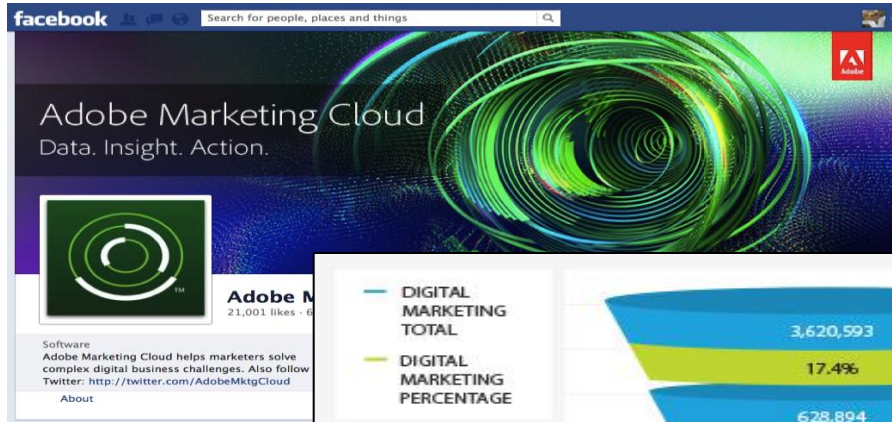 facebook
Search for people, places and things
Adobe
Adobe Marketing Cloud
Data. Insight. Action.
TM
Adobe M
21,001 likes · 6
Software
Adobe Marketing Cloud helps marketers solve
complex digital business challenges. Also follow
Twitter: http://twitter.com/AdobeMktgCloud
About
DIGITAL
MARKETING
TOTAL
DIGITAL
MARKETING
PERCENTAGE
3,620,593
17.4%
628,894